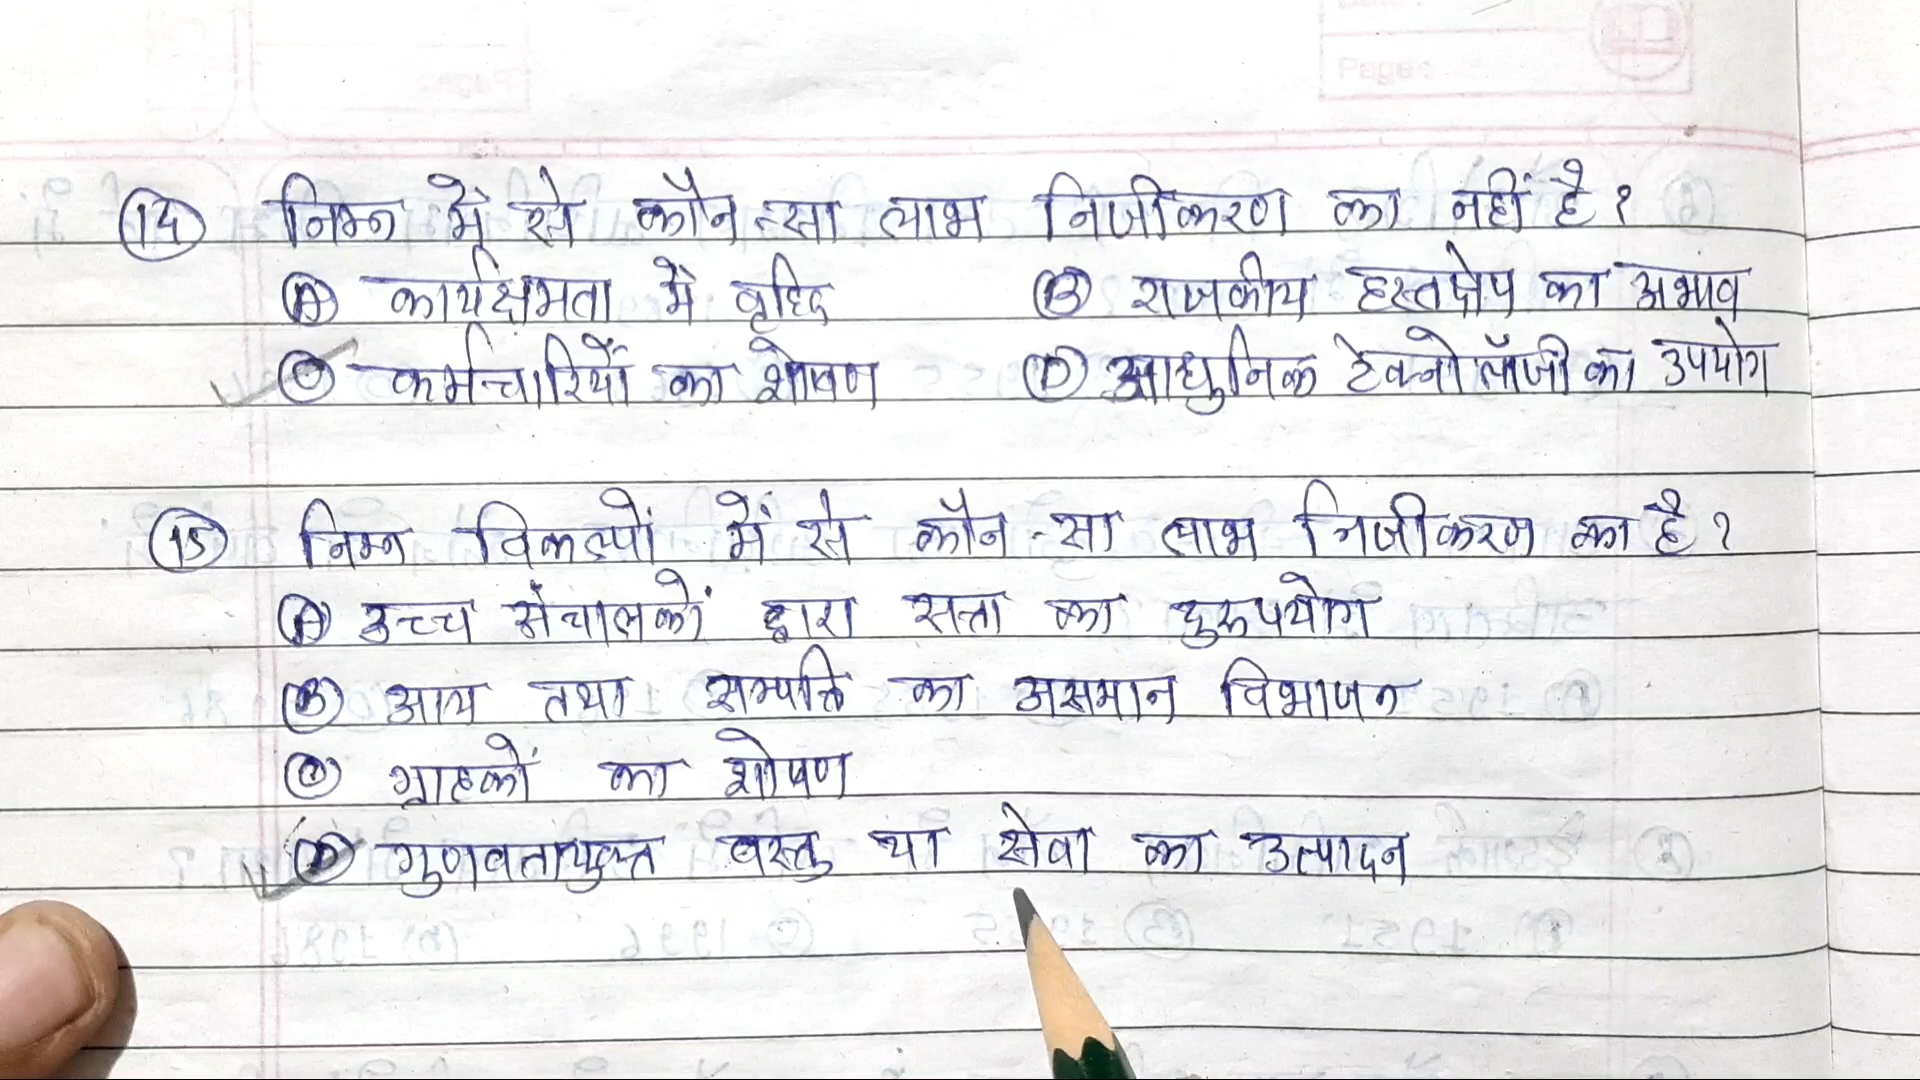 Page:
(14) निम्न में से कौन-सा लाभ निजीकरण का नहीं है ?
(A) कार्यक्षमता में वृद्धि (B) राजकीय हस्तक्षेप का अभाव
(C) कर्मचारियों का शोषण (D) आधुनिक टेक्नोलॉजी का उपयोग
(15) निम्न विकल्पों में से कौन-सा लाभ निजीकरण का है ?
(A) उच्च संचालकों द्वारा सत्ता का दुरुपयोग
(B) आय तथा सम्पत्ति का असमान विभाजन
(C) ग्राहकों का शोषण
(D) गुणवतायुक्त वस्तु या सेवा का उत्पादन